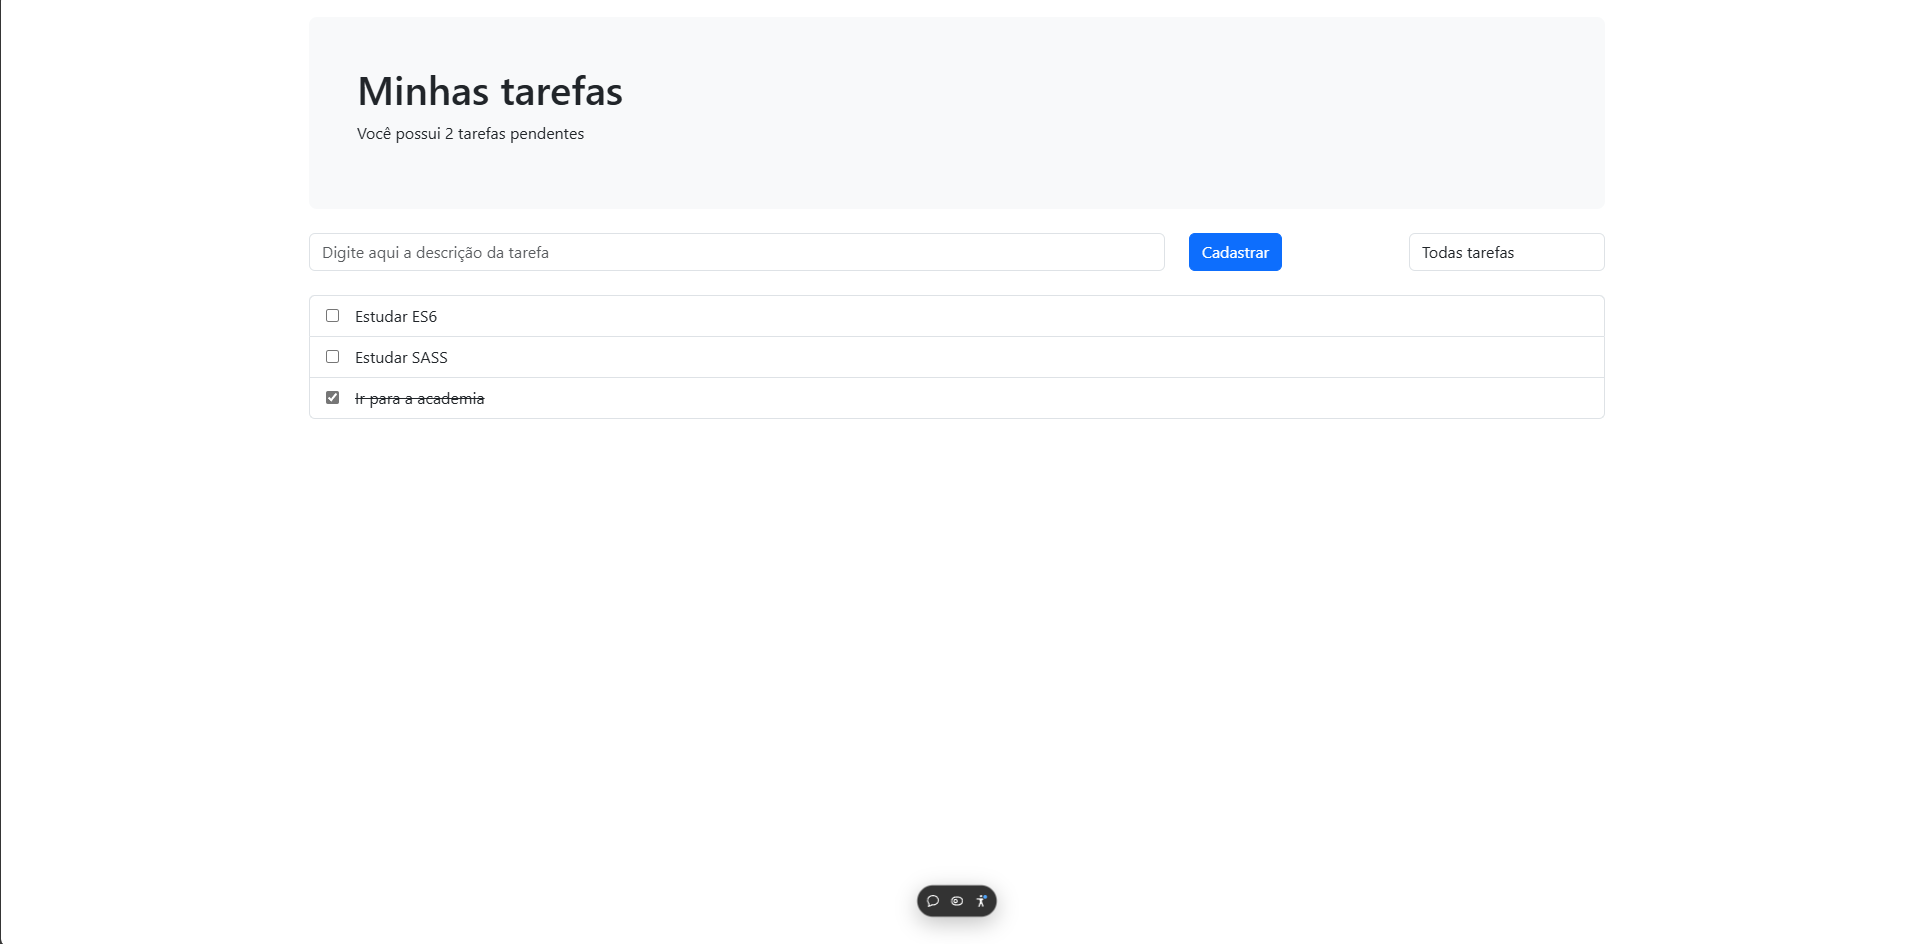 Minhas tarefas
Você possui 2 tarefas pendentes
Digite aqui a descrição da tarefa
Cadastrar
Todas tarefas
Estudar ES6
Estudar SASS
Ir para a academia